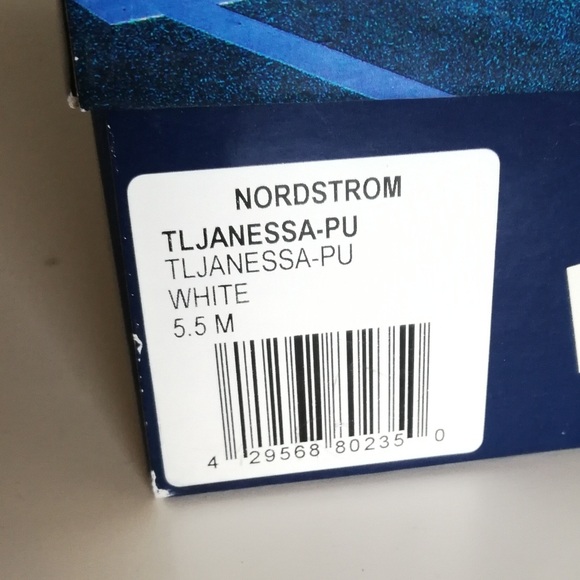 NORDSTROM
TLJANESSA-PU
TLJANESSA-PU
WHITE
5.5 M
4 29568 80235 0